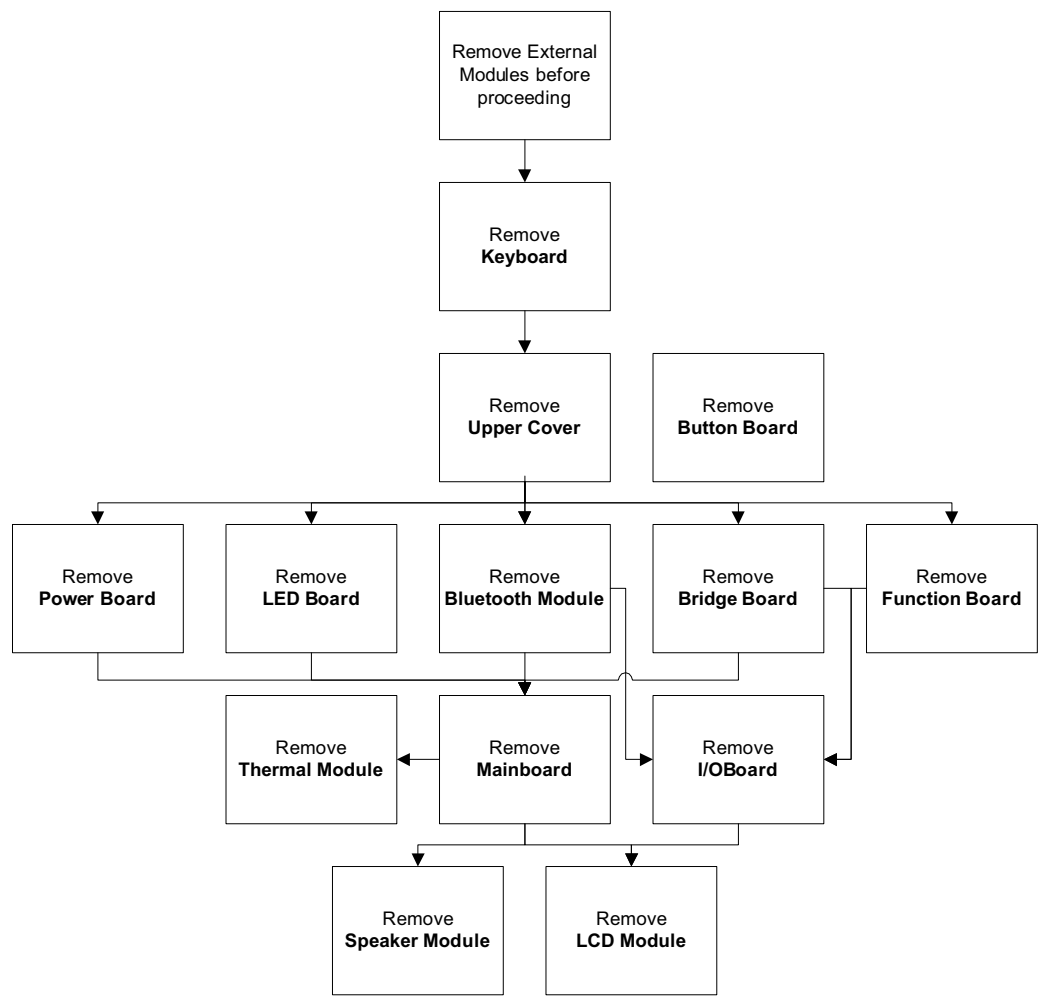 Remove External
Modules before
proceeding
Remove
Keyboard
Remove
Upper Cover
Remove
Button Board
Remove
Power Board
Remove
LED Board
Remove
Bluetooth Module
Remove
Bridge Board
Remove
Function Board
Remove
Thermal Module
Remove
Mainboard
Remove
I/OBoard
Remove
Speaker Module
Remove
LCD Module